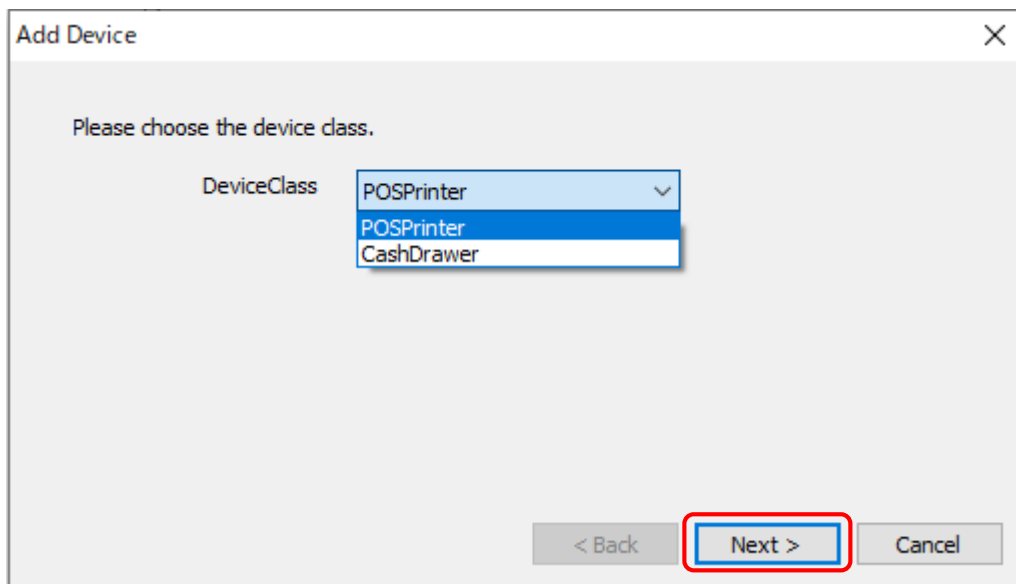 Add Device
Please choose the device class.
DeviceClass
POSPrinter
POSPrinter
CashDrawer
< Back
Next >
Cancel